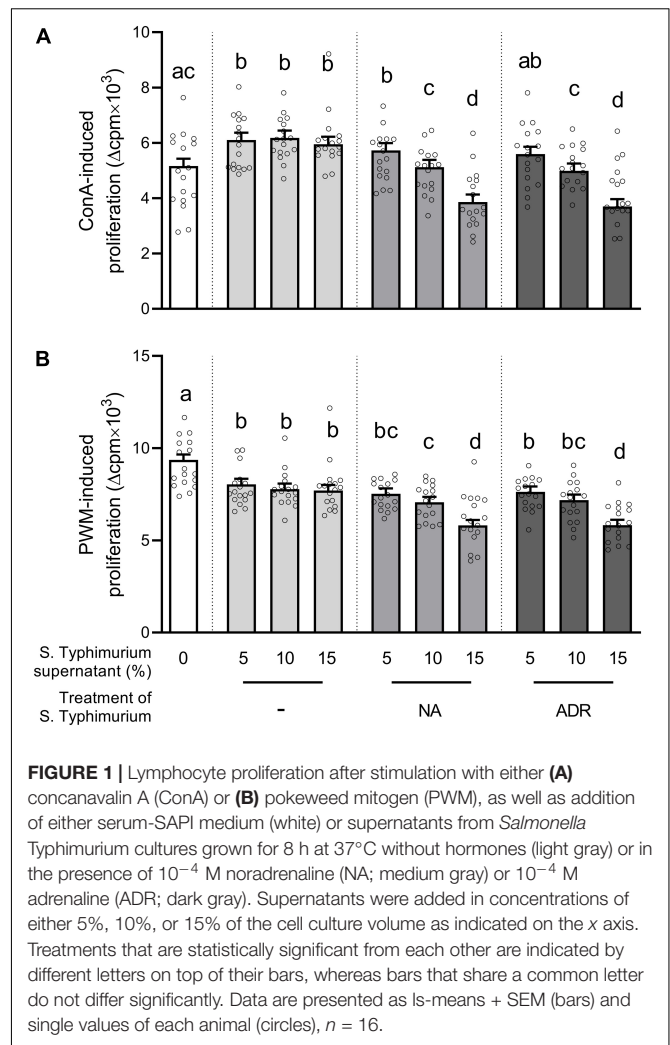 A
10
8
6
4
2
0
ConA-induced
proliferation (Δcpm×10³)
ac b b b b c d ab c d
B
15
10
5
0
PWM-induced
proliferation (Δcpm×10³)
a b b b bc c d b bc d
S. Typhimurium
supernatant (%)
0 5 10 15 5 10 15 5 10 15
Treatment of
S. Typhimurium
- NA ADR
FIGURE 1 | Lymphocyte proliferation after stimulation with either (A)
concanavalin A (ConA) or (B) pokeweed mitogen (PWM), as well as addition
of either serum-SAPI medium (white) or supernatants from Salmonella
Typhimurium cultures grown for 8 h at 37°C without hormones (light gray) or in
the presence of 10⁻⁴ M noradrenaline (NA; medium gray) or 10⁻⁴ M
adrenaline (ADR; dark gray). Supernatants were added in concentrations of
either 5%, 10%, or 15% of the cell culture volume as indicated on the x axis.
Treatments that are statistically significant from each other are indicated by
different letters on top of their bars, whereas bars that share a common letter
do not differ significantly. Data are presented as ls-means + SEM (bars) and
single values of each animal (circles), n = 16.